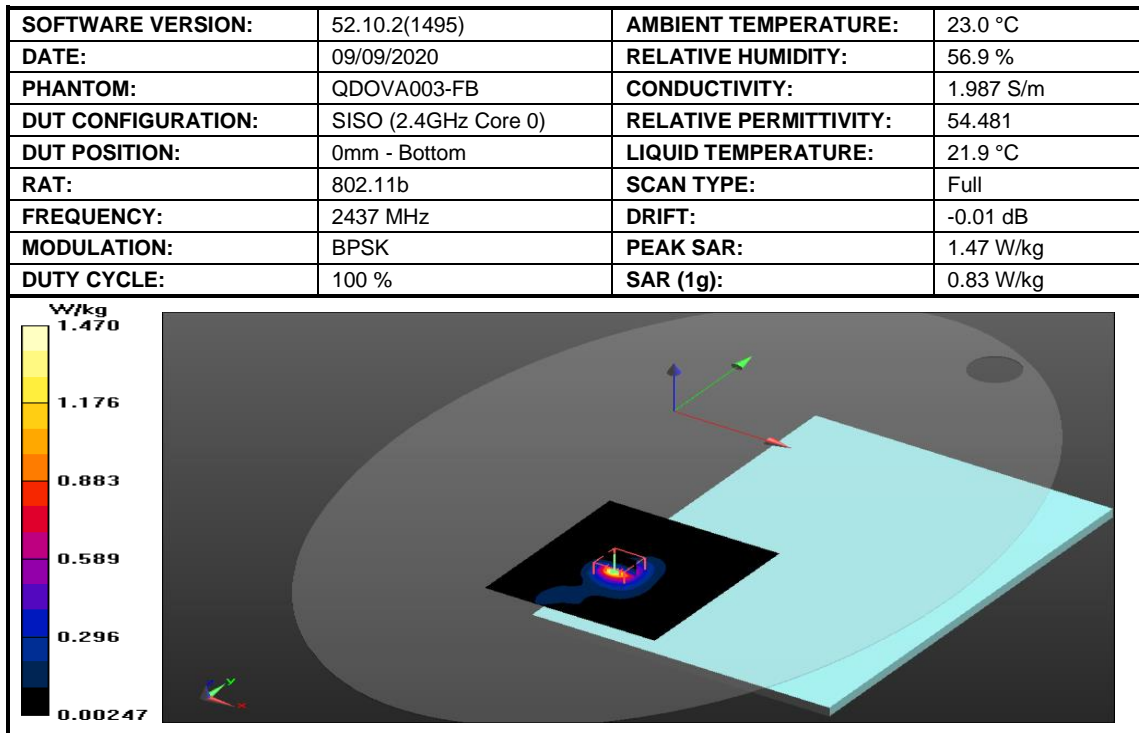 SOFTWARE VERSION: 52.10.2(1495) AMBIENT TEMPERATURE: 23.0 °C
DATE: 09/09/2020 RELATIVE HUMIDITY: 56.9 %
PHANTOM: QDOVA003-FB CONDUCTIVITY: 1.987 S/m
DUT CONFIGURATION: SISO (2.4GHz Core 0) RELATIVE PERMITTIVITY: 54.481
DUT POSITION: 0mm - Bottom LIQUID TEMPERATURE: 21.9 °C
RAT: 802.11b SCAN TYPE: Full
FREQUENCY: 2437 MHz DRIFT: -0.01 dB
MODULATION: BPSK PEAK SAR: 1.47 W/kg
DUTY CYCLE: 100 % SAR (1g): 0.83 W/kg
W/kg
1.470
1.176
0.883
0.589
0.296
0.00247
z
y
x